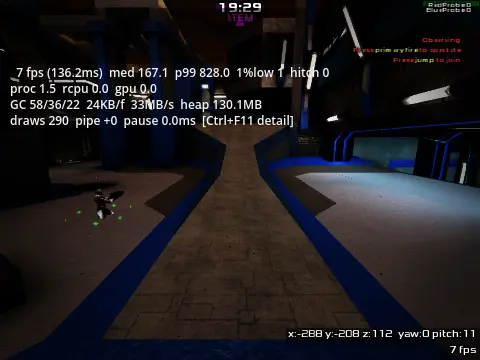 19:29
ITEM
RedProbe0
BluxProbe0
Observing
Press primary fire to spectate
Press jump to join
7 fps (136.2ms) med 167.1 p99 828.0 1%low 1 hitch 0
proc 1.5 rcpu 0.0 gpu 0.0
GC 58/36/22 24KB/f 33MB/s heap 130.1MB
draws 290 pipe +0 pause 0.0ms [Ctrl+F11 detail]
x:-288 y:-208 z:112 yaw:0 pitch:11
7 fps